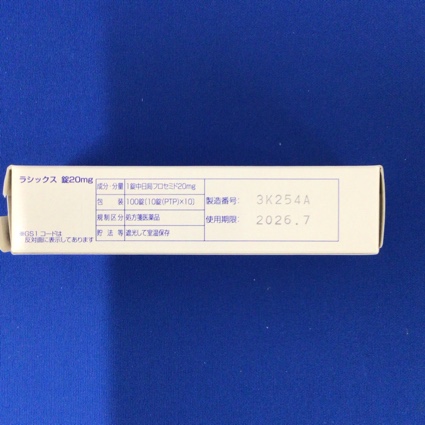 ラシックス 錠20mg
成分・分量 1錠中日局フロセミド20mg
包装 100錠(10錠(PTP)×10)
規制区分 処方箋医薬品
貯法等 遮光して室温保存
製造番号: 3K254A
使用期限: 2026.7
※GS1コードは
反対面に表示してあります